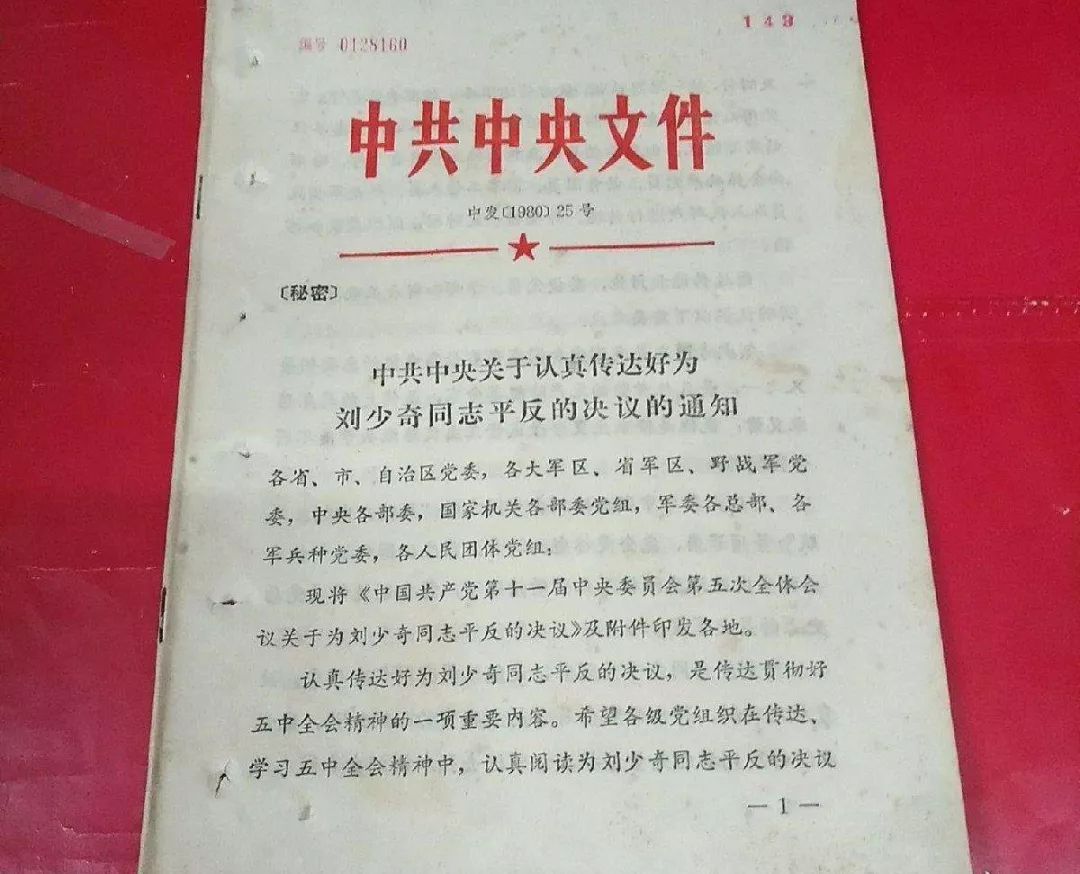 143
编号 0128160
中共中央文件
中发〔1980〕25号
〔秘密〕
中共中央关于认真传达好为
刘少奇同志平反的决议的通知
各省、市、自治区党委，各大军区、省军区、野战军党
委，中央各部委，国家机关各部委党组，军委各总部、各
军兵种党委，各人民团体党组：
现将《中国共产党第十一届中央委员会第五次全体会
议关于为刘少奇同志平反的决议》及附件印发各地。
认真传达好为刘少奇同志平反的决议，是传达贯彻好
五中全会精神的一项重要内容。希望各级党组织在传达、
学习五中全会精神中，认真阅读为刘少奇同志平反的决议
— 1 —